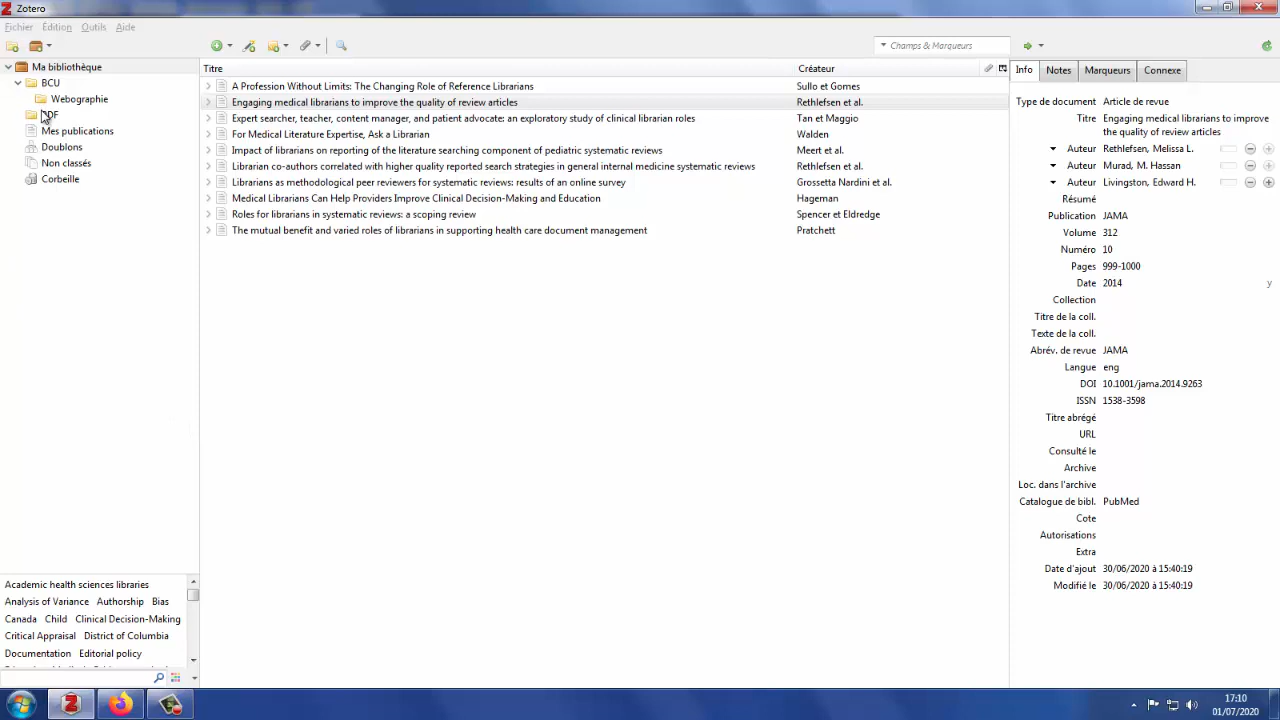 Zotero
Fichier Édition Outils Aide
Champs & Marqueurs
Ma bibliothèque
BCU
Webographie
Mes publications
Doublons
Non classés
Corbeille
Titre Créateur
A Profession Without Limits: The Changing Role of Reference Librarians Sullo et Gomes
Engaging medical librarians to improve the quality of review articles Rethlefsen et al.
Expert searcher, teacher, content manager, and patient advocate: an exploratory study of clinical librarian roles Tan et Maggio
For Medical Literature Expertise, Ask a Librarian Walden
Impact of librarians on reporting of the literature searching component of pediatric systematic reviews Meert et al.
Librarian co-authors correlated with higher quality reported search strategies in general internal medicine systematic reviews Rethlefsen et al.
Librarians as methodological peer reviewers for systematic reviews: results of an online survey Grossetta Nardini et al.
Medical Librarians Can Help Providers Improve Clinical Decision-Making and Education Hageman
Roles for librarians in systematic reviews: a scoping review Spencer et Eldredge
The mutual benefit and varied roles of librarians in supporting health care document management Pratchett
Info Notes Marqueurs Connexe
Type de document Article de revue
Titre Engaging medical librarians to improve
the quality of review articles
Auteur Rethlefsen, Melissa L.
Auteur Murad, M. Hassan
Auteur Livingston, Edward H.
Résumé
Publication JAMA
Volume 312
Numéro 10
Pages 999-1000
Date 2014 y
Collection
Titre de la coll.
Texte de la coll.
Abrév. de revue JAMA
Langue eng
DOI 10.1001/jama.2014.9263
ISSN 1538-3598
Titre abrégé
URL
Consulté le
Archive
Loc. dans l'archive
Catalogue de bibl. PubMed
Cote
Autorisations
Extra
Date d'ajout 30/06/2020 à 15:40:19
Modifié le 30/06/2020 à 15:40:19
Academic health sciences libraries
Analysis of Variance Authorship Bias
Canada Child Clinical Decision-Making
Critical Appraisal District of Columbia
Documentation Editorial policy
17:10
01/07/2020